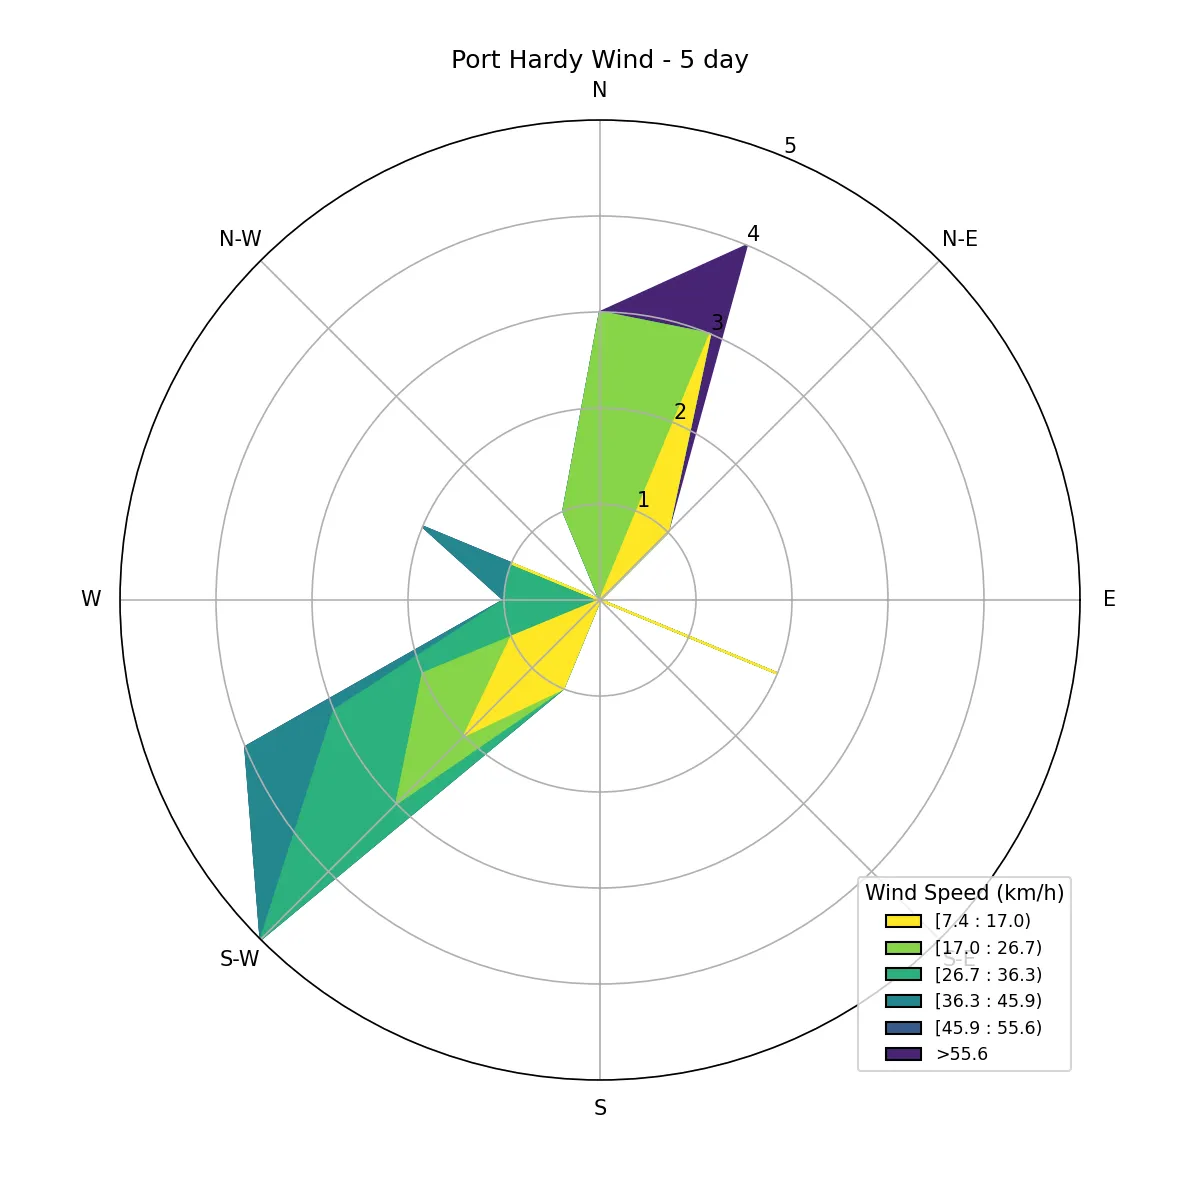 Port Hardy Wind - 5 day
N
5
N-W
4
N-E
3
2
1
W
E
S-W
S-E
S
Wind Speed (km/h)
[7.4 : 17.0)
[17.0 : 26.7)
[26.7 : 36.3)
[36.3 : 45.9)
[45.9 : 55.6)
>55.6